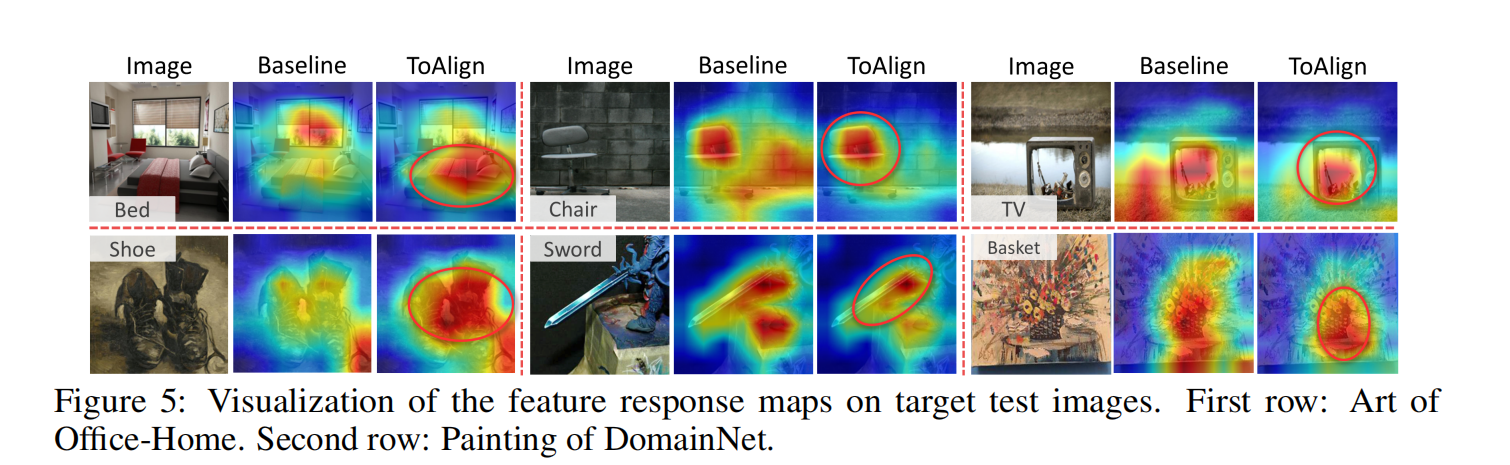 Image Baseline ToAlign Image Baseline ToAlign Image Baseline ToAlign
Bed Chair TV
Shoe Sword Basket
Figure 5: Visualization of the feature response maps on target test images. First row: Art of
Office-Home. Second row: Painting of DomainNet.